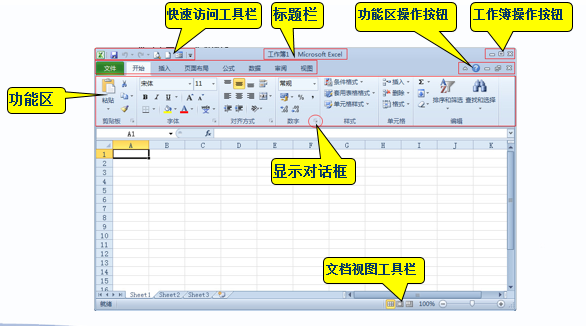 快速访问工具栏
标题栏
功能区操作按钮
工作簿操作按钮
工作簿1 - Microsoft Excel
文件 开始 插入 页面布局 公式 数据 审阅 视图
功能区
粘贴
宋体 11
B I U
常规
条件格式
套用表格格式
单元格样式
插入
删除
格式
排序和筛选 查找和选择
剪贴板 字体 对齐方式 数字 样式 单元格 编辑
A1 fx
显示对话框
A B C D E F G H I J K
1
2
3
4
5
6
7
8
9
10
11
12
13
14
15
16
文档视图工具栏
Sheet1 Sheet2 Sheet3
就绪 100%